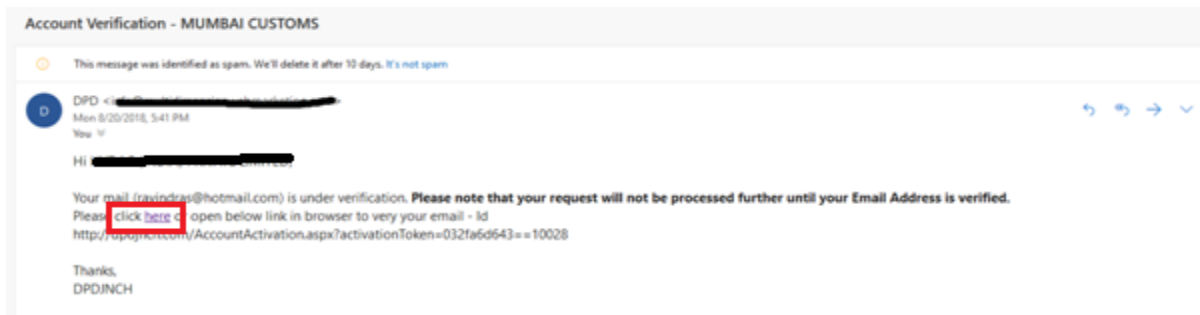 Account Verification - MUMBAI CUSTOMS
This message was identified as spam. We'll delete it after 10 days. It's not spam
D
DPD <
Mon 8/20/2018, 5:41 PM
You
Hi
Your mail (ravindras@hotmail.com) is under verification. Please note that your request will not be processed further until your Email Address is verified.
Please click here or open below link in browser to very your email - Id
http://dpdjnch.com/AccountActivation.aspx?activationToken=032fa6d643==10028
Thanks,
DPDJNCH